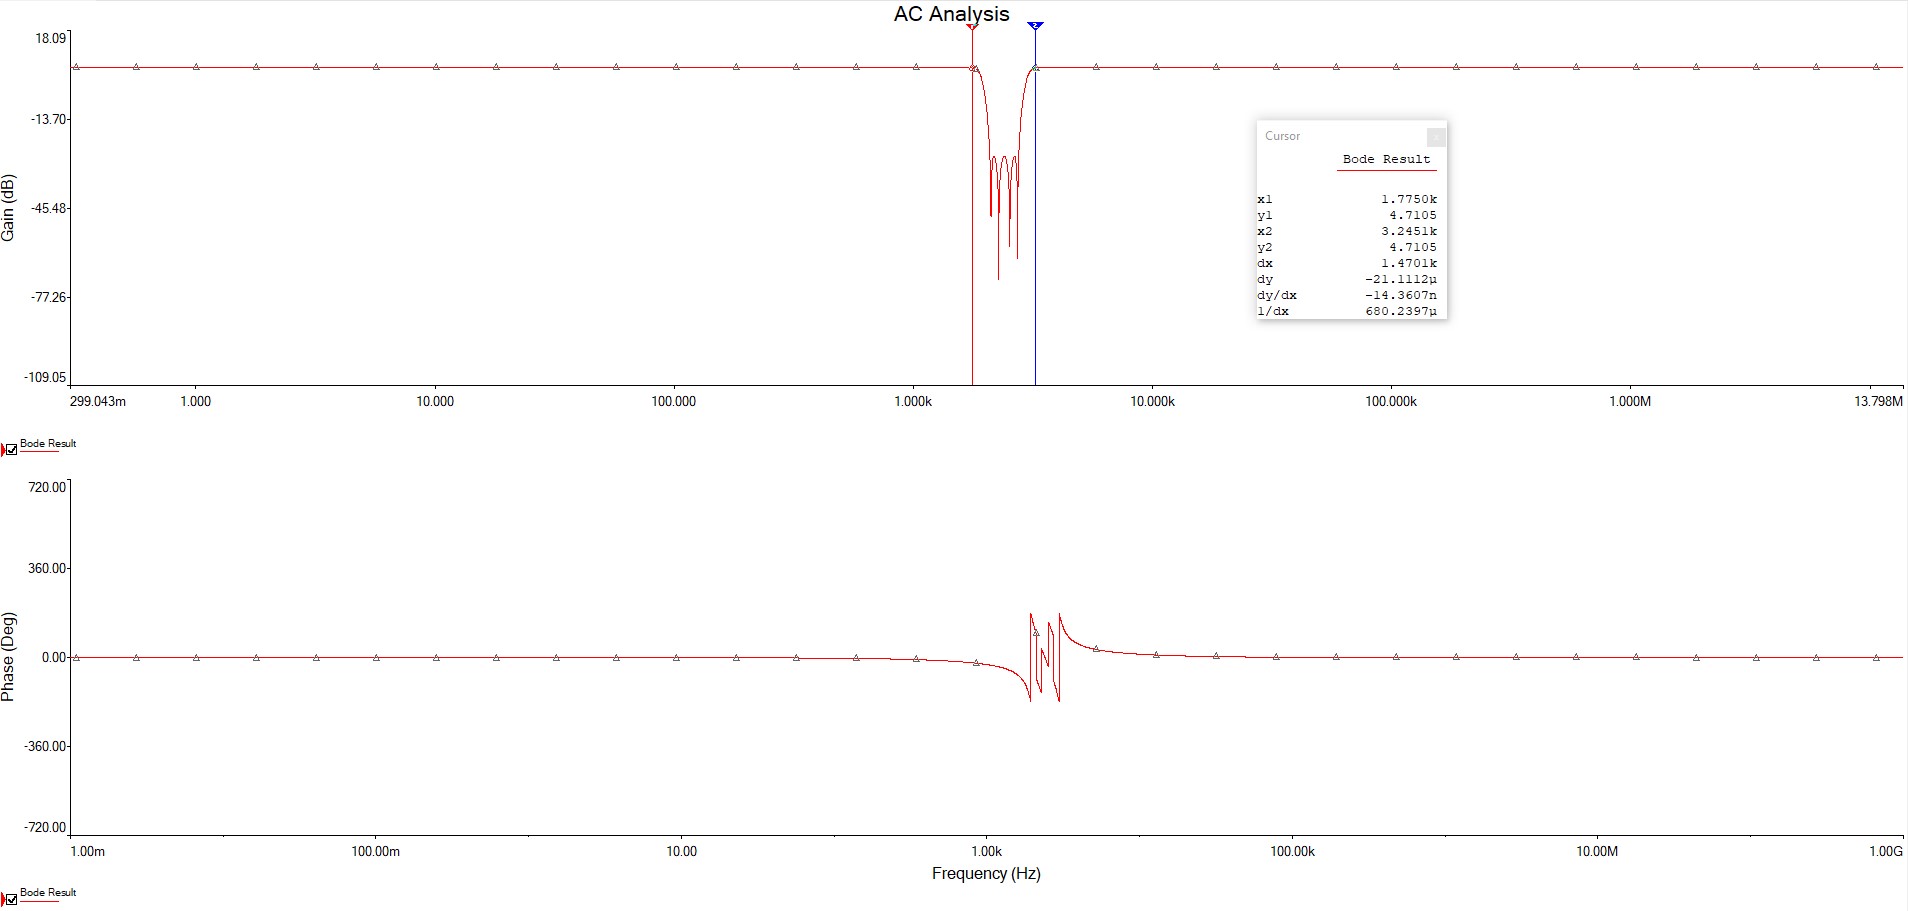 AC Analysis
18.09
-13.70
-45.48
-77.26
-109.05
Gain (dB)
299.043m 1.000 10.000 100.000 1.000k 10.000k 100.000k 1.000M 13.798M
Cursor
Bode Result
x1 1.7750k
y1 4.7105
x2 3.2451k
y2 4.7105
dx 1.4701k
dy -21.1112µ
dy/dx -14.3607n
1/dx 680.2397µ
Bode Result
720.00
360.00
0.00
-360.00
-720.00
Phase (Deg)
1.00m 100.00m 10.00 1.00k 100.00k 10.00M 1.00G
Frequency (Hz)
Bode Result